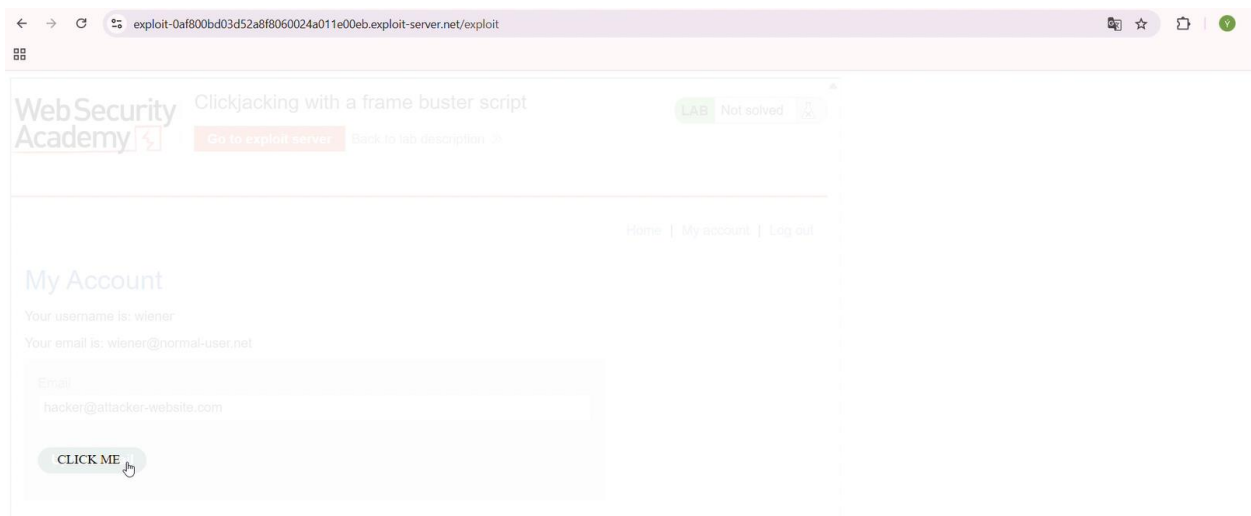 exploit-0af800bd03d52a8f8060024a011e00eb.exploit-server.net/exploit
Y
Web Security
Academy
Clickjacking with a frame buster script
LAB Not solved
Go to exploit server Back to lab description
Home | My account | Log out
My Account
Your username is: wiener
Your email is: wiener@normal-user.net
Email
hacker@attacker-website.com
CLICK ME